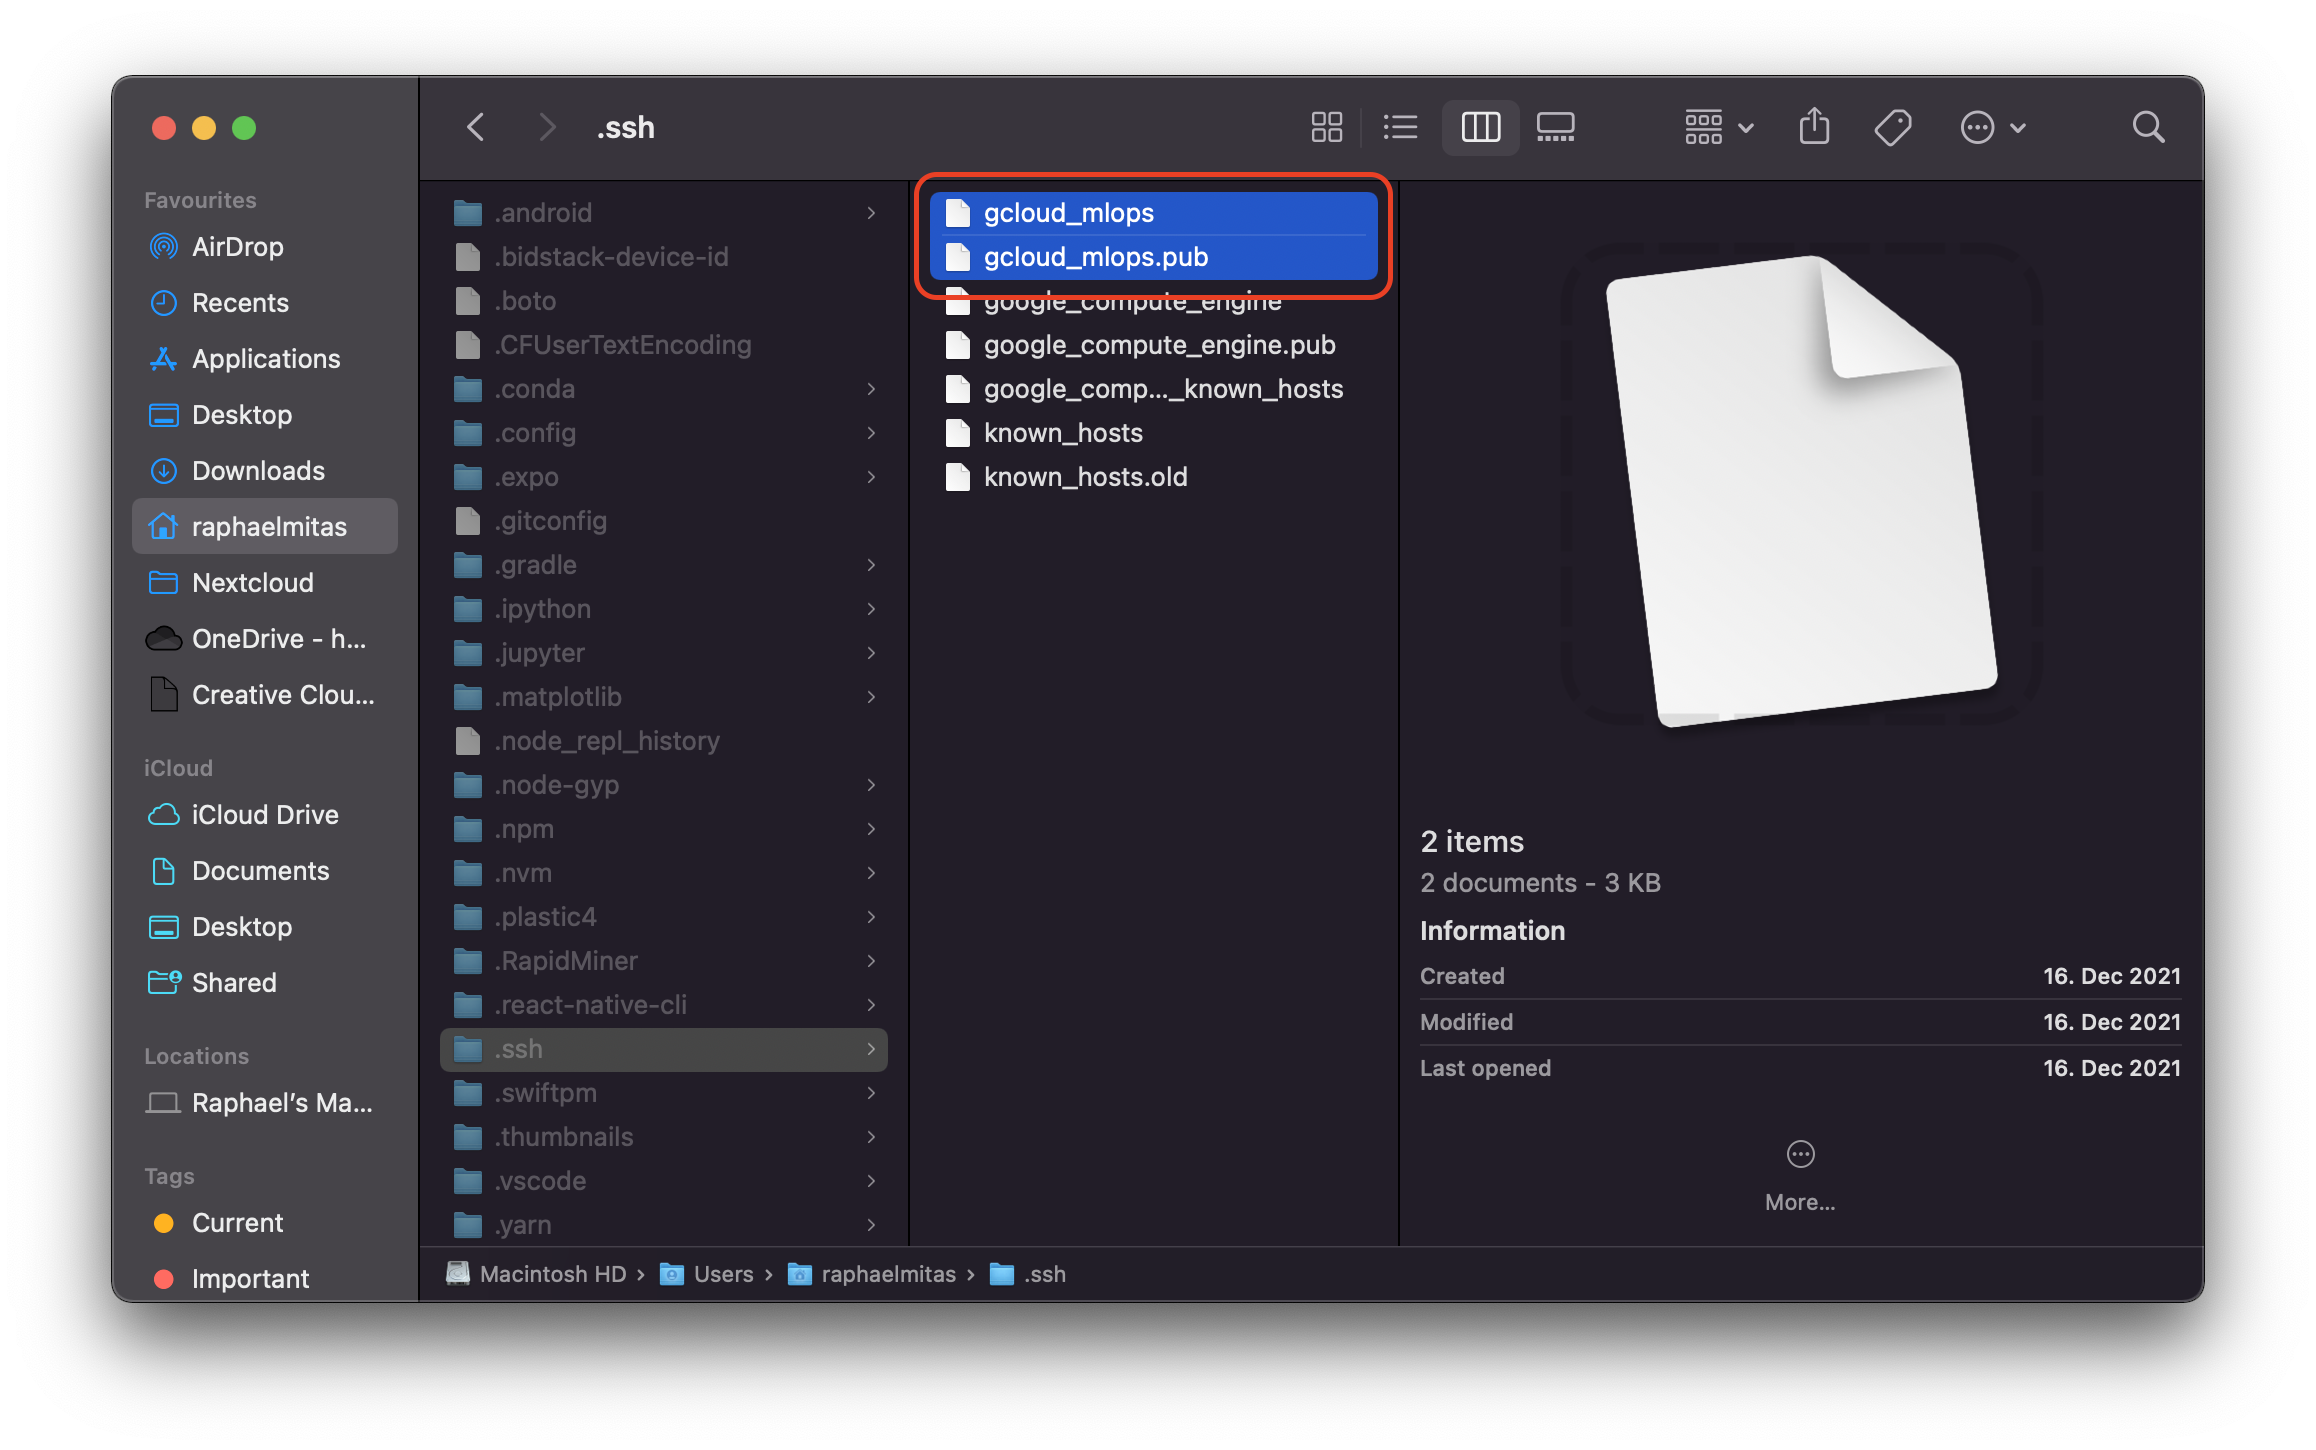 .ssh
Favourites
AirDrop
Recents
Applications
Desktop
Downloads
raphaelmitas
Nextcloud
OneDrive - h...
Creative Clou...
iCloud
iCloud Drive
Documents
Desktop
Shared
Locations
Raphael’s Ma...
Tags
Current
Important
.android
.bidstack-device-id
.boto
.CFUserTextEncoding
.conda
.config
.expo
.gitconfig
.gradle
.ipython
.jupyter
.matplotlib
.node_repl_history
.node-gyp
.npm
.nvm
.plastic4
.RapidMiner
.react-native-cli
.ssh
.swiftpm
.thumbnails
.vscode
.yarn
gcloud_mlops
gcloud_mlops.pub
google_compute_engine
google_compute_engine.pub
google_comp..._known_hosts
known_hosts
known_hosts.old
2 items
2 documents - 3 KB
Information
Created 16. Dec 2021
Modified 16. Dec 2021
Last opened 16. Dec 2021
More...
Macintosh HD › Users › raphaelmitas › .ssh